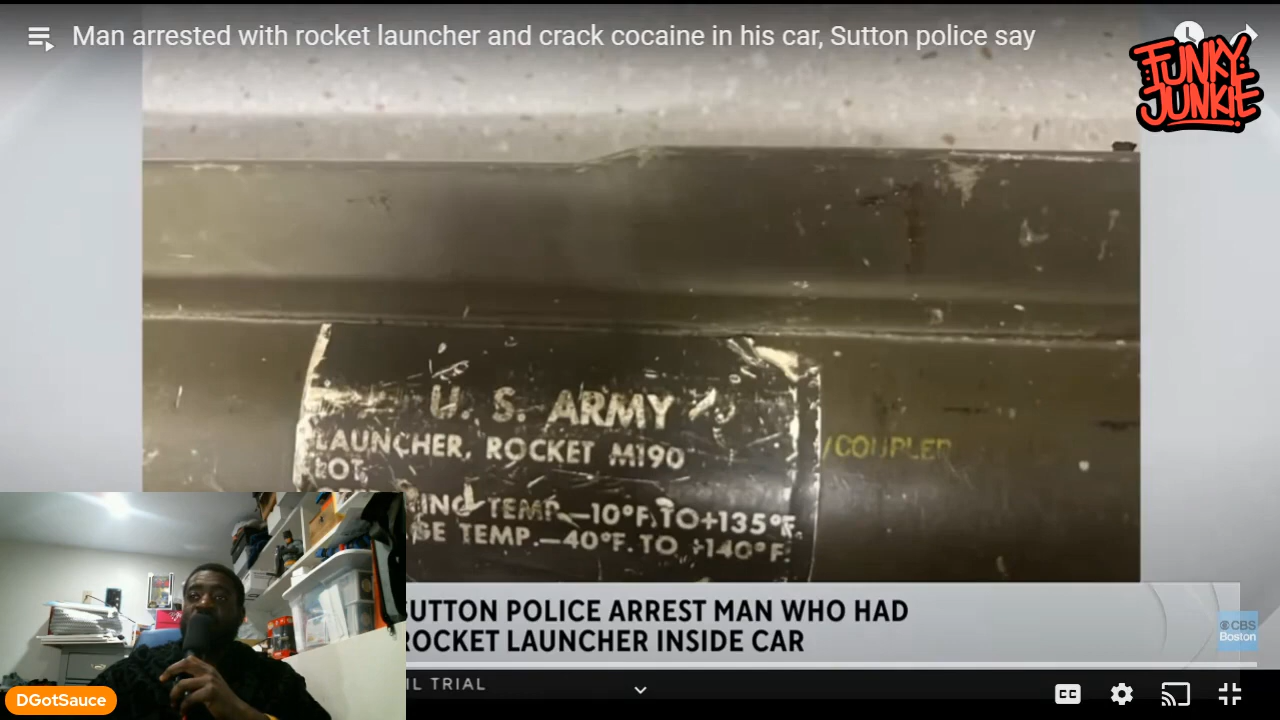 Man arrested with rocket launcher and crack cocaine in his car, Sutton police say
FUNKY
JUNKIE
U. S. ARMY
LAUNCHER, ROCKET M190
LOT
/COUPLER
TEMP.—10°F. TO+135°F.
TEMP.—40°F. TO +140°F.
SUTTON POLICE ARREST MAN WHO HAD
ROCKET LAUNCHER INSIDE CAR
CBS
Boston
TRIAL
CC
DGotSauce